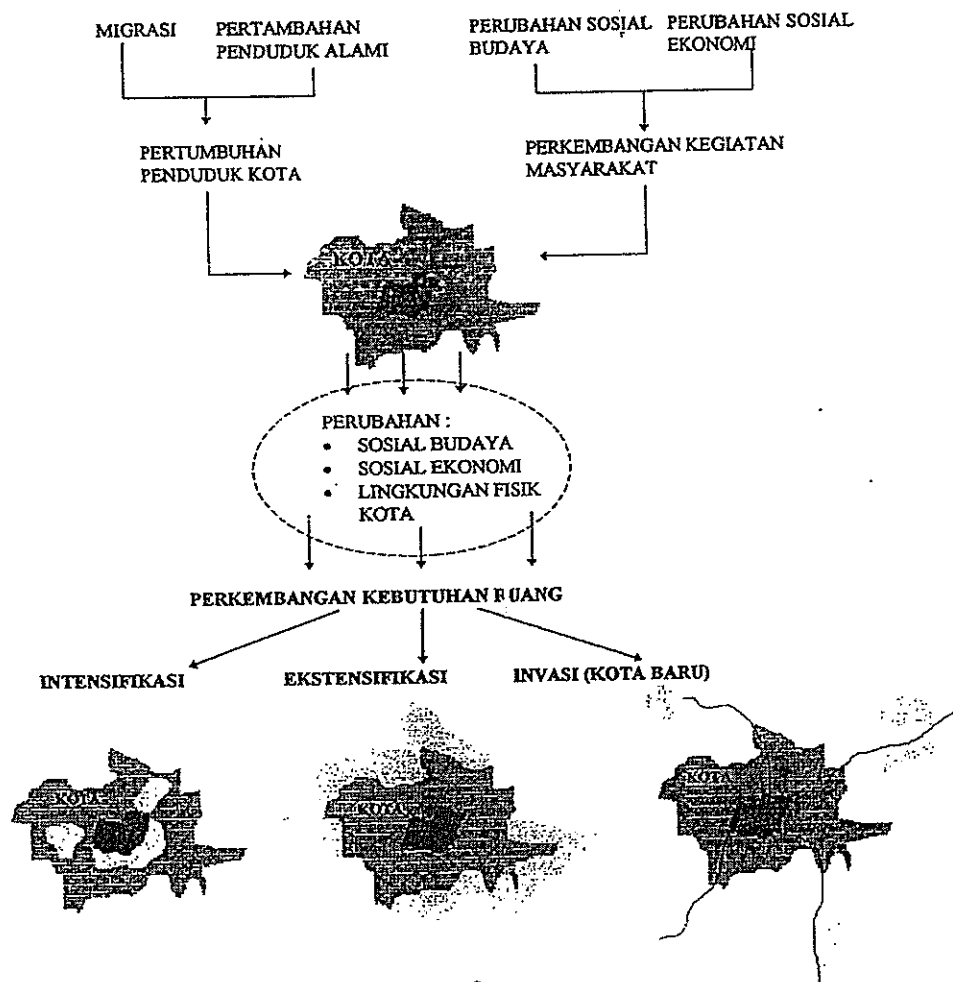 MIGRASI
PERTAMBAHAN
PENDUDUK ALAMI
PERUBAHAN SOSIAL
BUDAYA
PERUBAHAN SOSIAL
EKONOMI
PERTUMBUHAN
PENDUDUK KOTA
PERKEMBANGAN KEGIATAN
MASYARAKAT
KOTA
PERUBAHAN :
• SOSIAL BUDAYA
• SOSIAL EKONOMI
• LINGKUNGAN FISIK
KOTA
PERKEMBANGAN KEBUTUHAN RUANG
INTENSIFIKASI
EKSTENSIFIKASI
INVASI (KOTA BARU)
KOTA
KOTA
KOTA